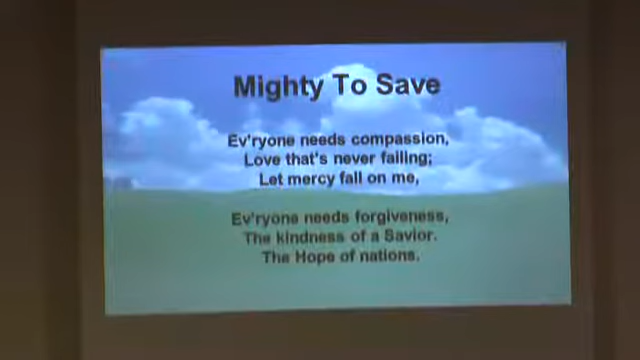 Mighty To Save
Ev'ryone needs compassion,
Love that's never failing;
Let mercy fall on me,
Ev'ryone needs forgiveness,
The kindness of a Savior.
The Hope of nations.